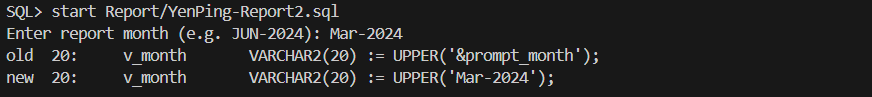 SQL> start Report/YenPing-Report2.sql
Enter report month (e.g. JUN-2024): Mar-2024
old  20:     v_month        VARCHAR2(20) := UPPER('&prompt_month');
new  20:     v_month        VARCHAR2(20) := UPPER('Mar-2024');